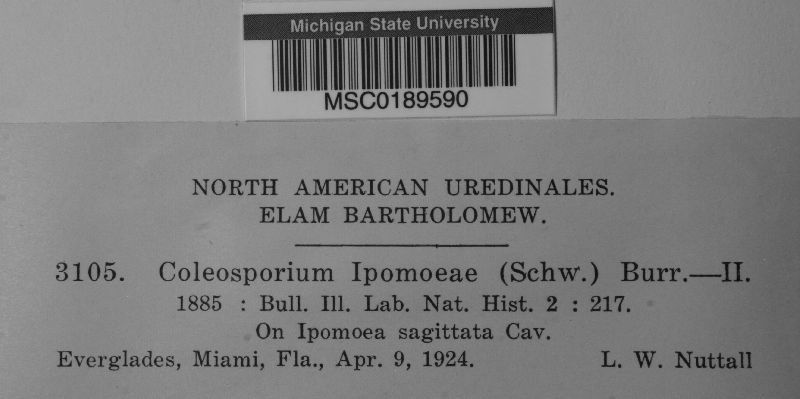 Michigan State University
MSC0189590
NORTH AMERICAN UREDINALES.
ELAM BARTHOLOMEW.
3105. Coleosporium Ipomoeae (Schw.) Burr.—II.
1885 : Bull. Ill. Lab. Nat. Hist. 2 : 217.
On Ipomoea sagittata Cav.
Everglades, Miami, Fla., Apr. 9, 1924. L. W. Nuttall